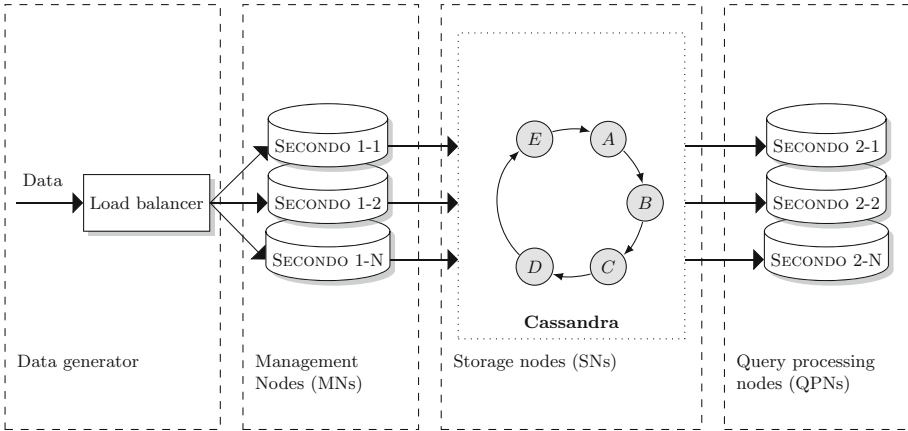 Data
Load balancer
Data generator
SECONDO 1-1
SECONDO 1-2
SECONDO 1-N
Management
Nodes (MNs)
E
A
B
C
D
Cassandra
Storage nodes (SNs)
SECONDO 2-1
SECONDO 2-2
SECONDO 2-N
Query processing
nodes (QPNs)